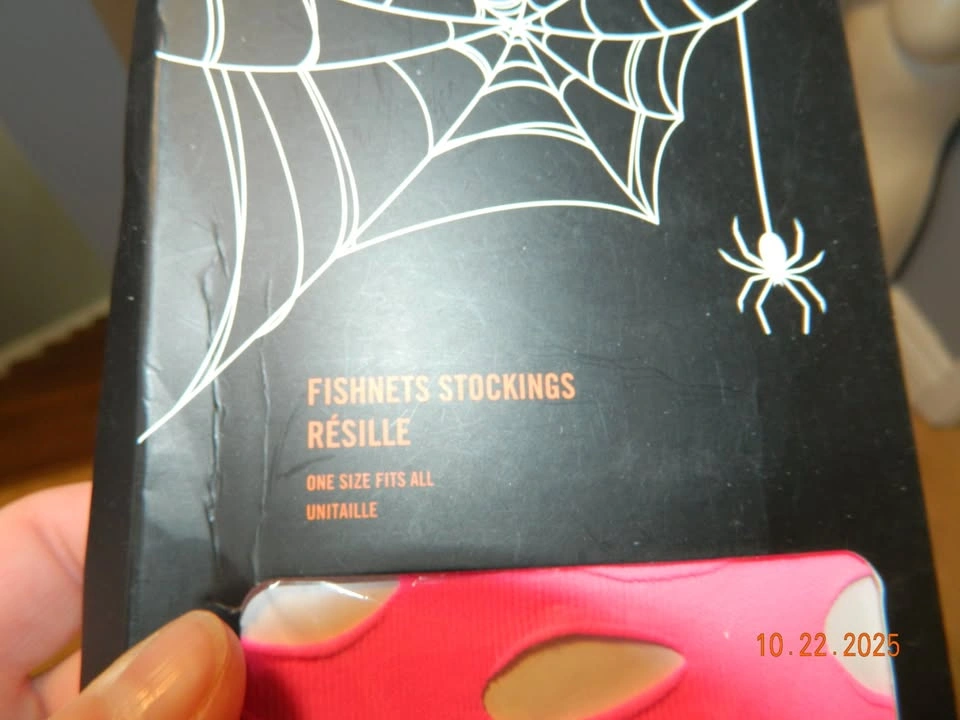 FISHNETS STOCKINGS
RÉSILLE
ONE SIZE FITS ALL
UNITAILLE
10.22.2025